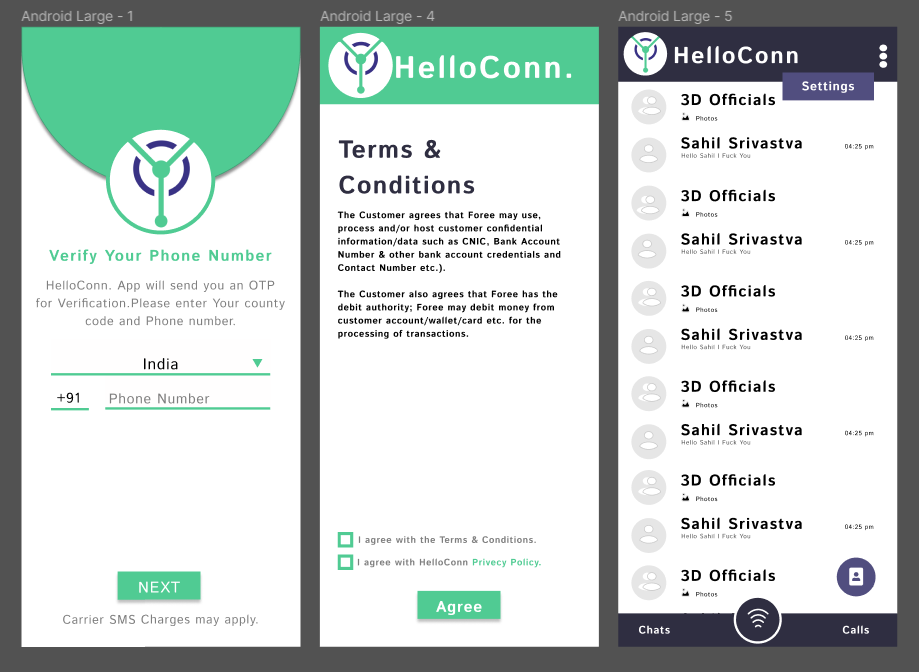 Android Large - 1
Verify Your Phone Number
HelloConn. App will send you an OTP
for Verification.Please enter Your county
code and Phone number.
India
+91 Phone Number
NEXT
Carrier SMS Charges may apply.
Android Large - 4
HelloConn.
Terms &
Conditions
The Customer agrees that Foree may use,
process and/or host customer confidential
information/data such as CNIC, Bank Account
Number & other bank account credentials and
Contact Number etc.).
The Customer also agrees that Foree has the
debit authority; Foree may debit money from
customer account/wallet/card etc. for the
processing of transactions.
I agree with the Terms & Conditions.
I agree with HelloConn Privacy Policy.
Agree
Android Large - 5
HelloConn
Settings
3D Officials
Photos
Sahil Srivastva 04:25 pm
Hello Sahil I Fuck You
3D Officials
Photos
Sahil Srivastva 04:25 pm
Hello Sahil I Fuck You
3D Officials
Photos
Sahil Srivastva 04:25 pm
Hello Sahil I Fuck You
3D Officials
Photos
Sahil Srivastva 04:25 pm
Hello Sahil I Fuck You
3D Officials
Photos
Sahil Srivastva 04:25 pm
Hello Sahil I Fuck You
3D Officials
Photos
Chats Calls